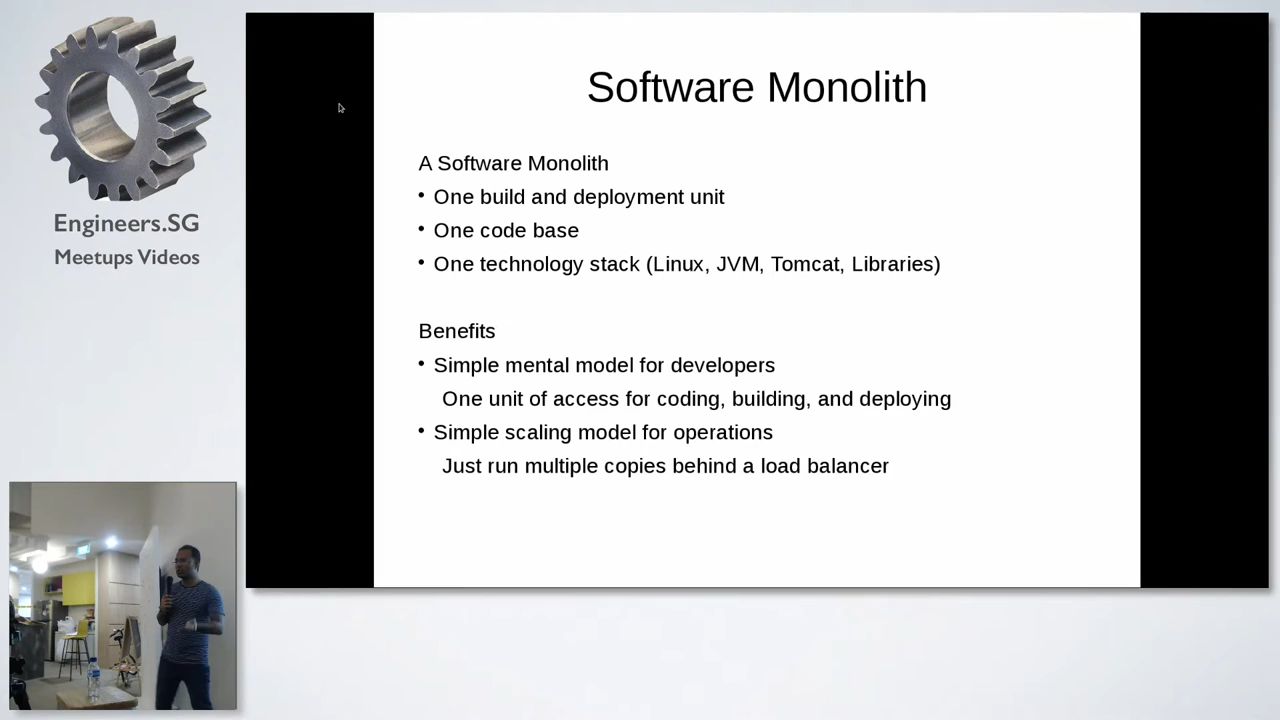 Engineers.SG
Meetups Videos
Software Monolith
A Software Monolith
• One build and deployment unit
• One code base
• One technology stack (Linux, JVM, Tomcat, Libraries)
Benefits
• Simple mental model for developers
One unit of access for coding, building, and deploying
• Simple scaling model for operations
Just run multiple copies behind a load balancer